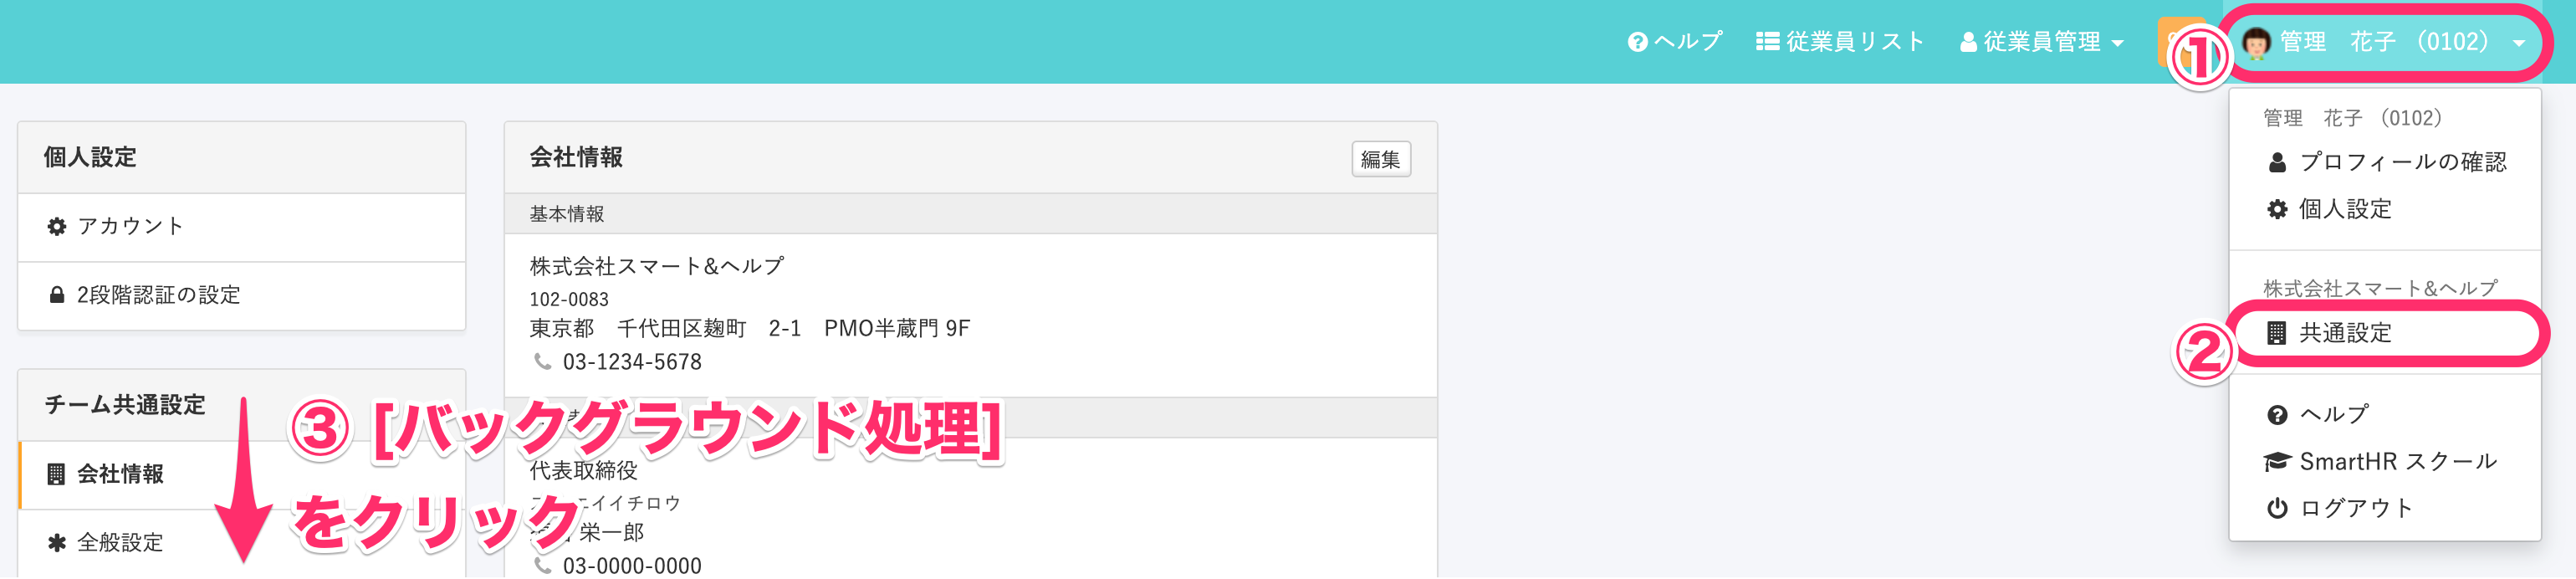 ヘルプ 従業員リスト 従業員管理 ① 管理　花子 （0102）
管理　花子 （0102）
プロフィールの確認
個人設定
株式会社スマート&ヘルプ
② 共通設定
ヘルプ
SmartHR スクール
ログアウト
個人設定
アカウント
2段階認証の設定
チーム共通設定
会社情報
全般設定
③ [バックグラウンド処理]
をクリック
会社情報 編集
基本情報
株式会社スマート&ヘルプ
102-0083
東京都　千代田区麹町　2-1　PMO半蔵門 9F
03-1234-5678
代表取締役
エイイチロウ
栄一郎
03-0000-0000